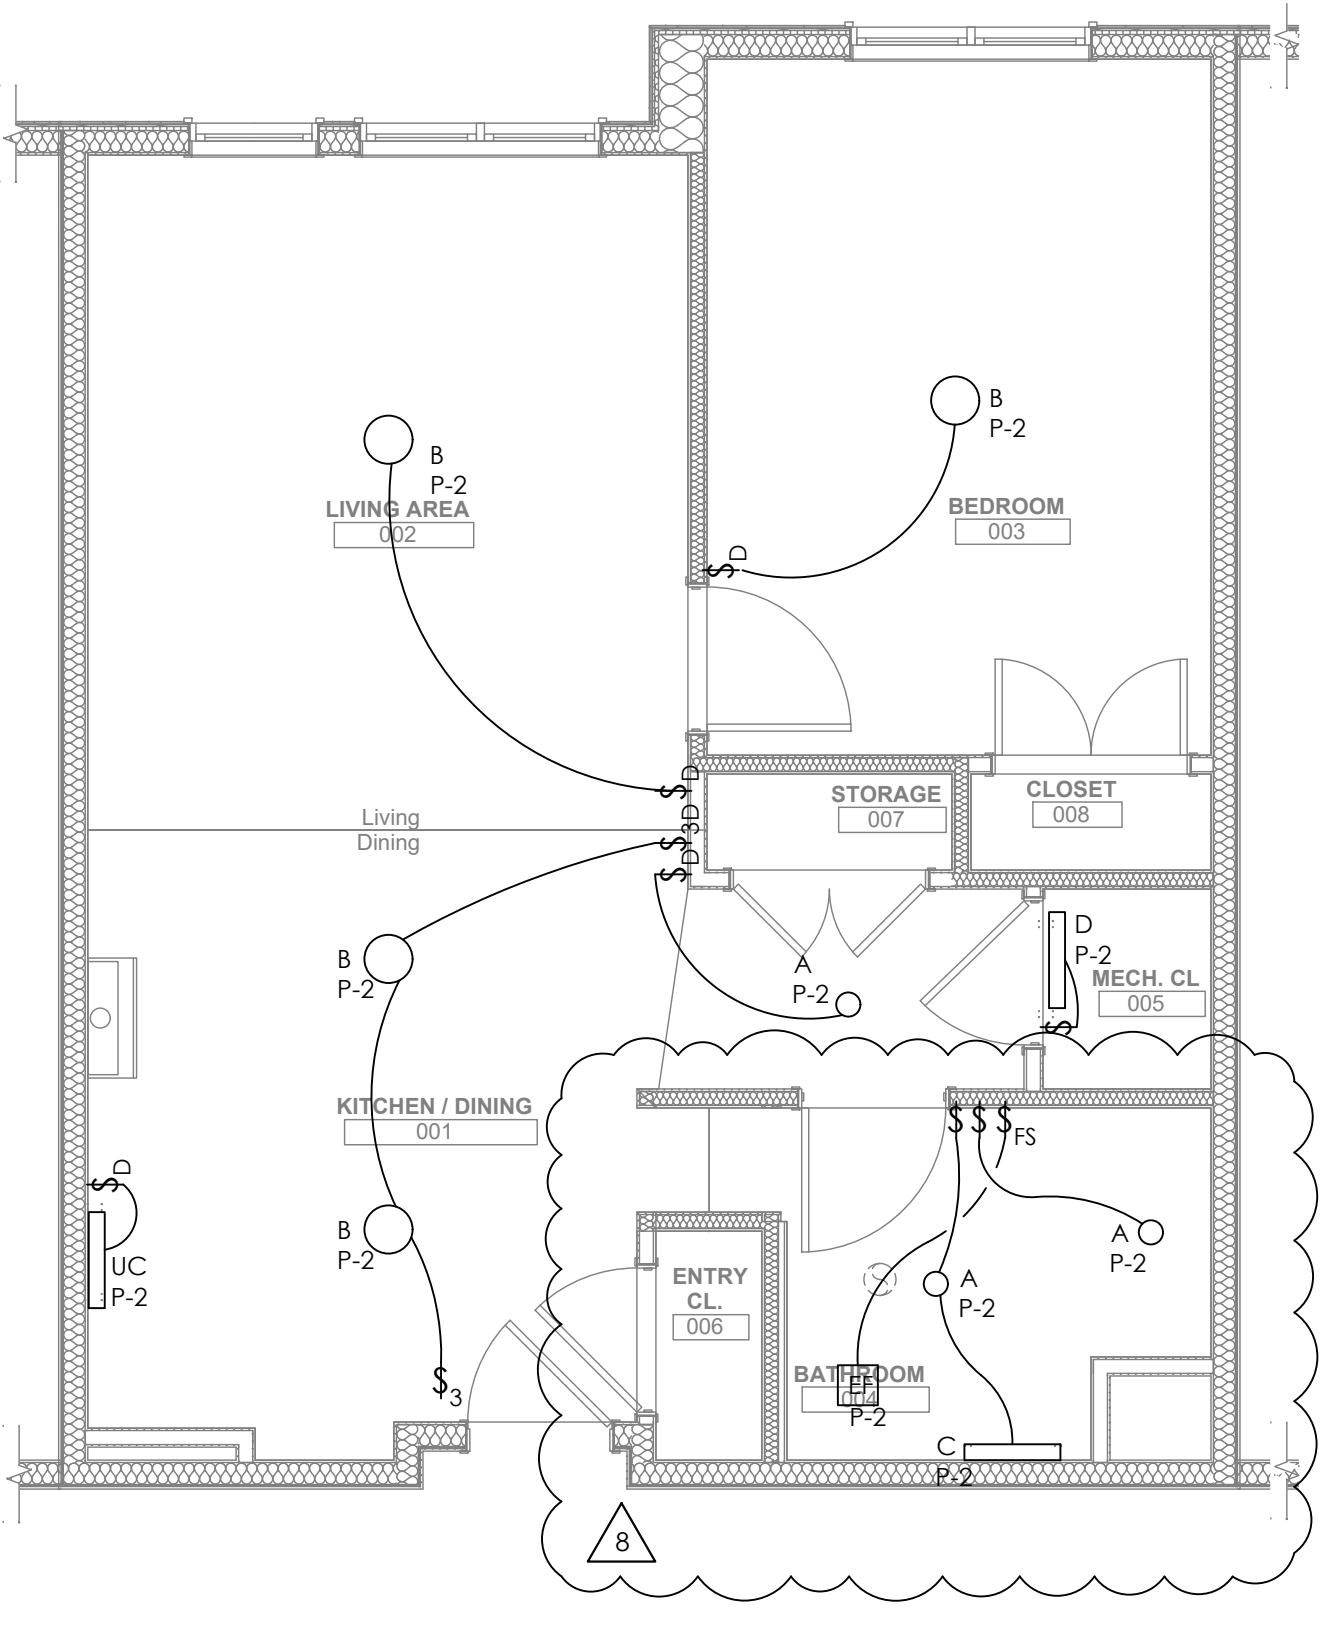 B
P-2
BEDROOM
003
B
P-2
LIVING AREA
002
$D
$D
Living
Dining
$3D
$D
STORAGE
007
CLOSET
008
B
P-2
A
P-2
D
P-2
MECH. CL
005
$
KITCHEN / DINING
001
$ $ $FS
$D
UC
P-2
B
P-2
A
P-2
A
P-2
ENTRY
CL.
006
$3
BATHROOM
004
EF
P-2
C
P-2
8